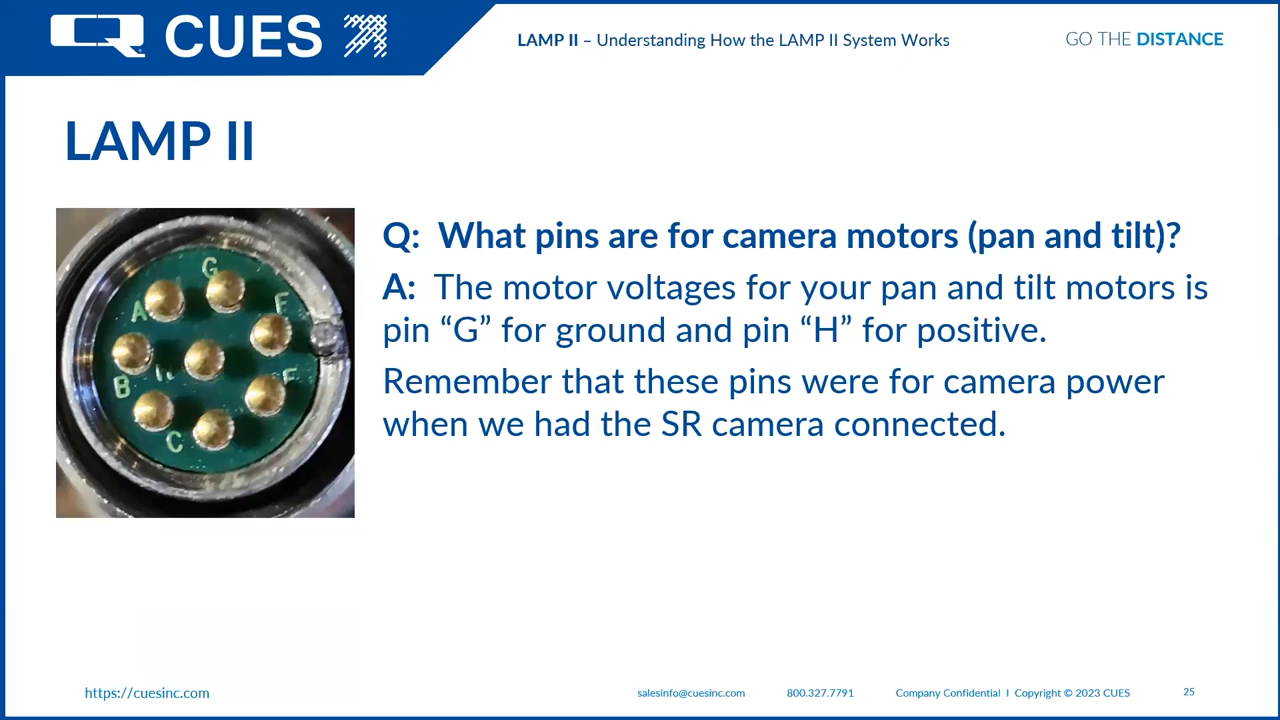 CUES
LAMP II – Understanding How the LAMP II System Works
GO THE DISTANCE
LAMP II
G
A
F
B
C
Q: What pins are for camera motors (pan and tilt)?
A: The motor voltages for your pan and tilt motors is
pin “G” for ground and pin “H” for positive.
Remember that these pins were for camera power
when we had the SR camera connected.
https://cuesinc.com
salesinfo@cuesinc.com
800.327.7791
Company Confidential I Copyright © 2023 CUES
25